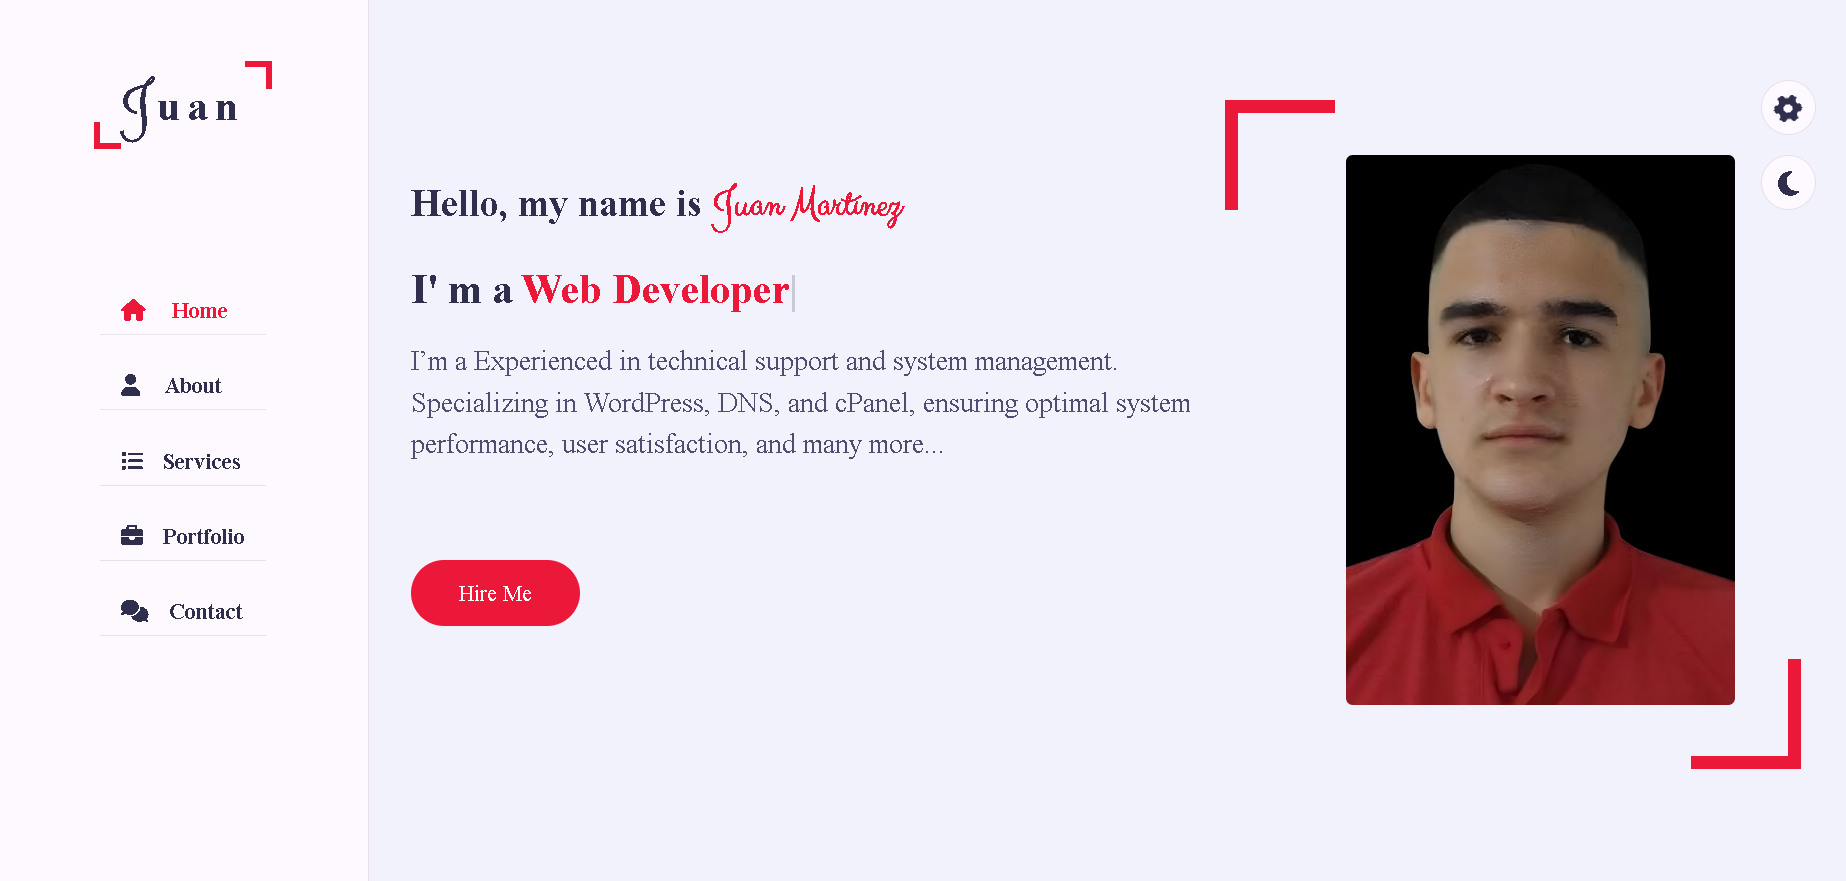 Juan
Home
About
Services
Portfolio
Contact
Hello, my name is Juan Martínez
I' m a Web Developer
I’m a Experienced in technical support and system management.
Specializing in WordPress, DNS, and cPanel, ensuring optimal system
performance, user satisfaction, and many more...
Hire Me